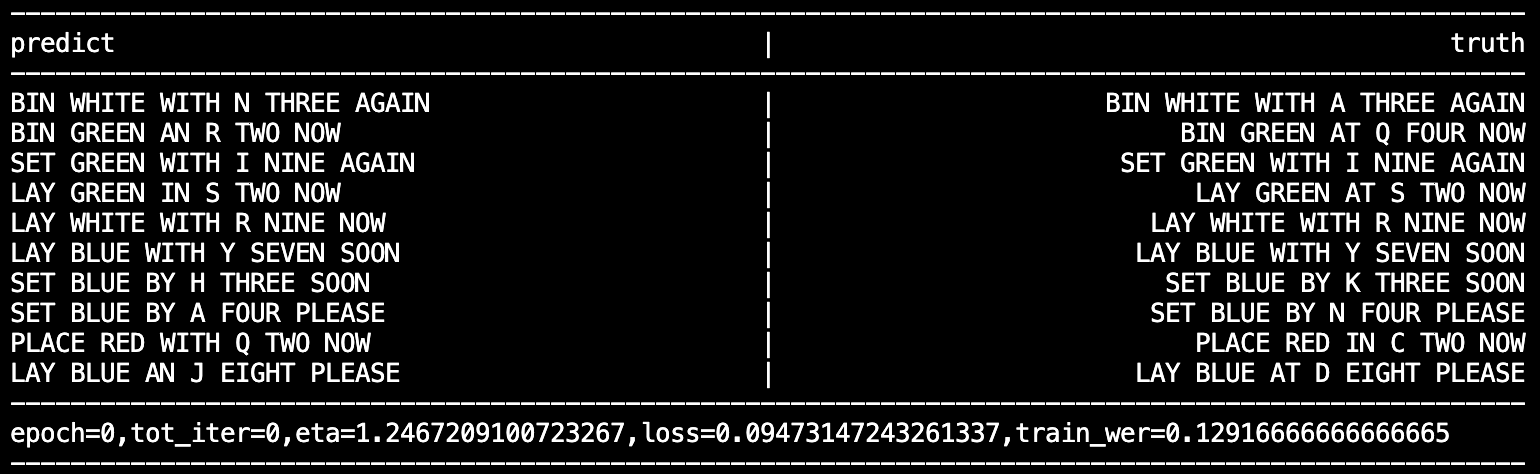 predict | truth
BIN WHITE WITH N THREE AGAIN | BIN WHITE WITH A THREE AGAIN
BIN GREEN AN R TWO NOW | BIN GREEN AT Q FOUR NOW
SET GREEN WITH I NINE AGAIN | SET GREEN WITH I NINE AGAIN
LAY GREEN IN S TWO NOW | LAY GREEN AT S TWO NOW
LAY WHITE WITH R NINE NOW | LAY WHITE WITH R NINE NOW
LAY BLUE WITH Y SEVEN SOON | LAY BLUE WITH Y SEVEN SOON
SET BLUE BY H THREE SOON | SET BLUE BY K THREE SOON
SET BLUE BY A FOUR PLEASE | SET BLUE BY N FOUR PLEASE
PLACE RED WITH Q TWO NOW | PLACE RED IN C TWO NOW
LAY BLUE AN J EIGHT PLEASE | LAY BLUE AT D EIGHT PLEASE
epoch=0,tot_iter=0,eta=1.2467209100723267,loss=0.09473147243261337,train_wer=0.12916666666666665